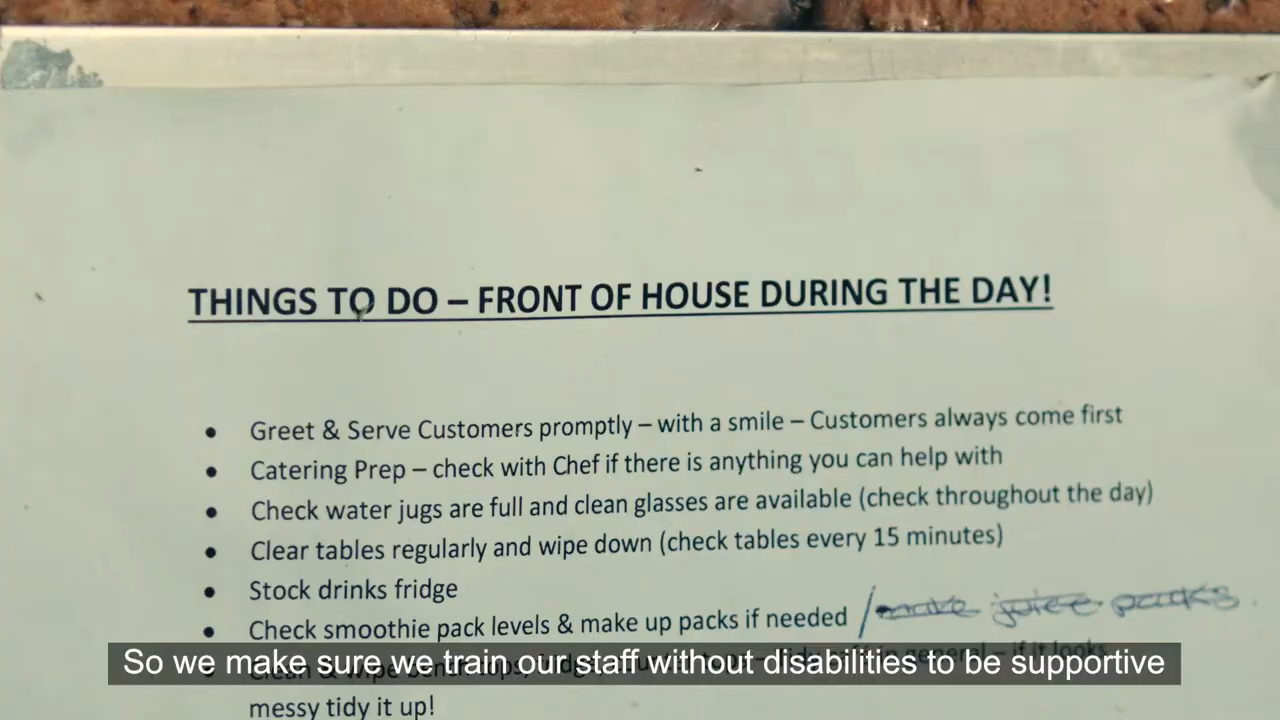 THINGS TO DO – FRONT OF HOUSE DURING THE DAY!
• Greet & Serve Customers promptly – with a smile – Customers always come first
• Catering Prep – check with Chef if there is anything you can help with
• Check water jugs are full and clean glasses are available (check throughout the day)
• Clear tables regularly and wipe down (check tables every 15 minutes)
• Stock drinks fridge
• Check smoothie pack levels & make up packs if needed / make juice packs.
So we make sure we train our staff without disabilities to be supportive
messy tidy it up!